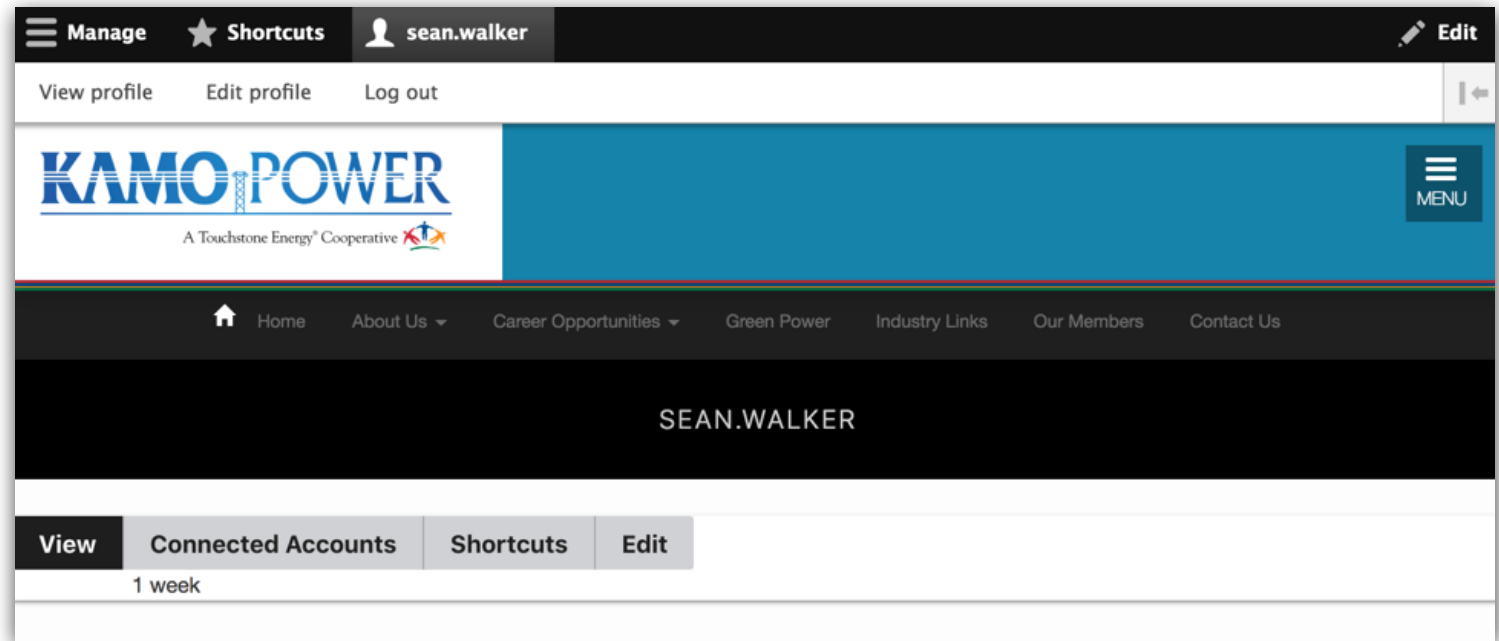 Manage Shortcuts sean.walker Edit
View profile Edit profile Log out
KAMO POWER
A Touchstone Energy® Cooperative
MENU
Home About Us Career Opportunities Green Power Industry Links Our Members Contact Us
SEAN.WALKER
View Connected Accounts Shortcuts Edit
1 week